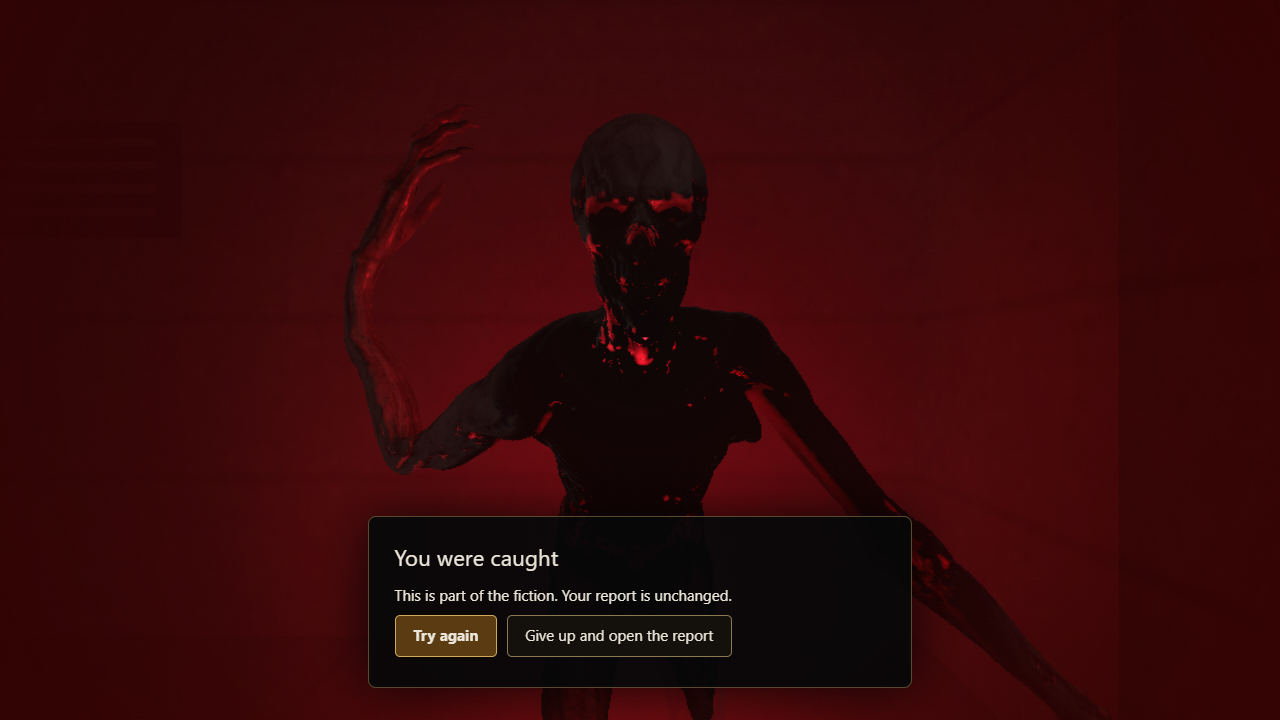 You were caught
This is part of the fiction. Your report is unchanged.
Try again
Give up and open the report